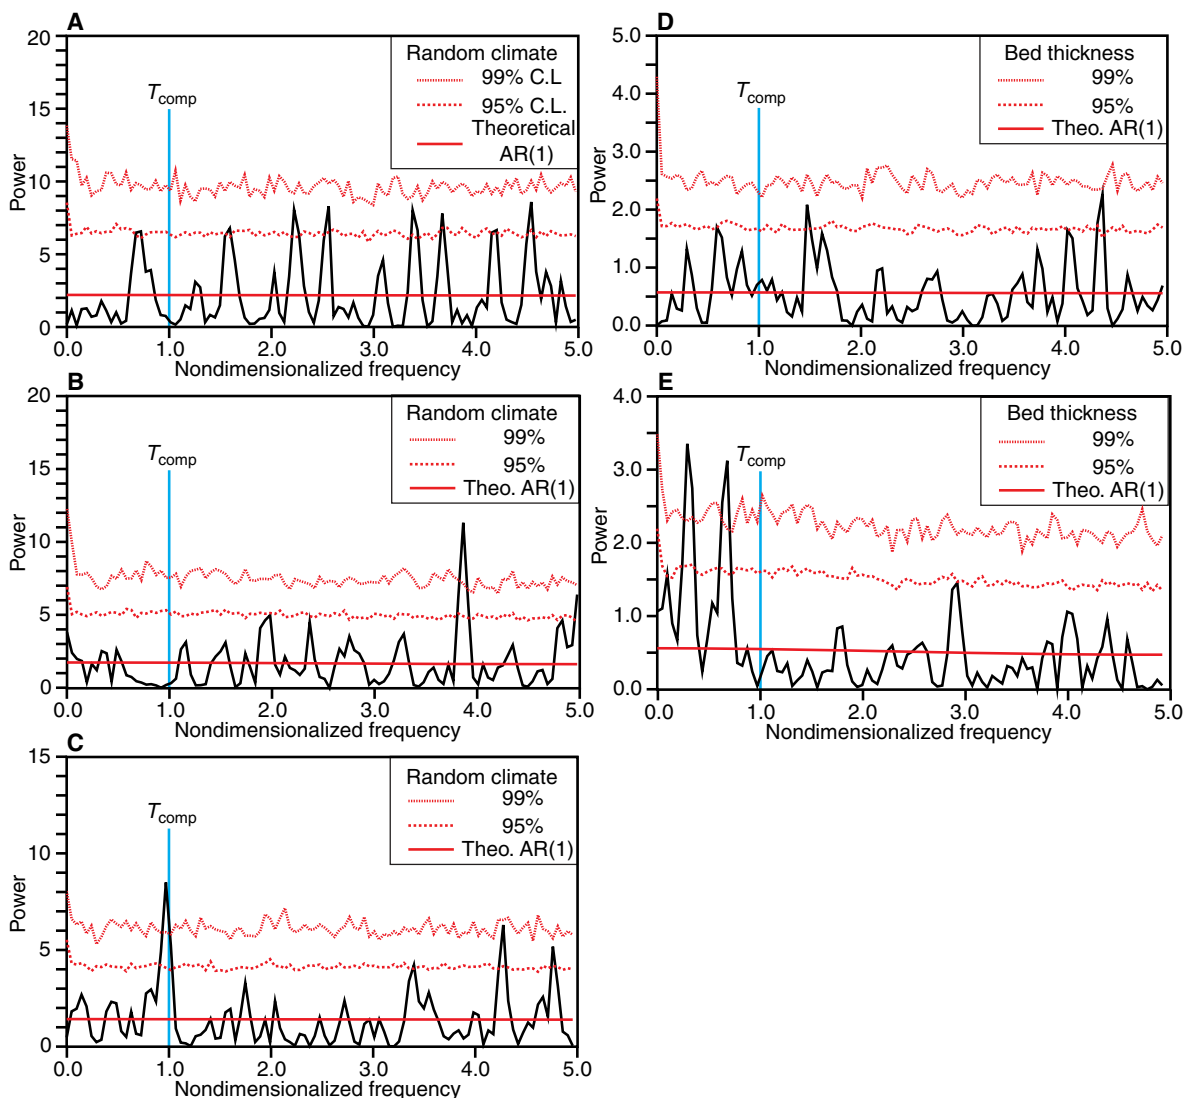 A
20
15
10
5
0
Power
T comp
Random climate
99% C.L
95% C.L.
Theoretical
AR(1)
0.0 1.0 2.0 3.0 4.0 5.0
Nondimensionalized frequency
D
5.0
4.0
3.0
2.0
1.0
0.0
Power
T comp
Bed thickness
99%
95%
Theo. AR(1)
0.0 1.0 2.0 3.0 4.0 5.0
Nondimensionalized frequency
B
20
15
10
5
0
Power
T comp
Random climate
99%
95%
Theo. AR(1)
0.0 1.0 2.0 3.0 4.0 5.0
Nondimensionalized frequency
E
4.0
3.0
2.0
1.0
0.0
Power
T comp
Bed thickness
99%
95%
Theo. AR(1)
0.0 1.0 2.0 3.0 4.0 5.0
Nondimensionalized frequency
C
15
10
5
0
Power
T comp
Random climate
99%
95%
Theo. AR(1)
0.0 1.0 2.0 3.0 4.0 5.0
Nondimensionalized frequency